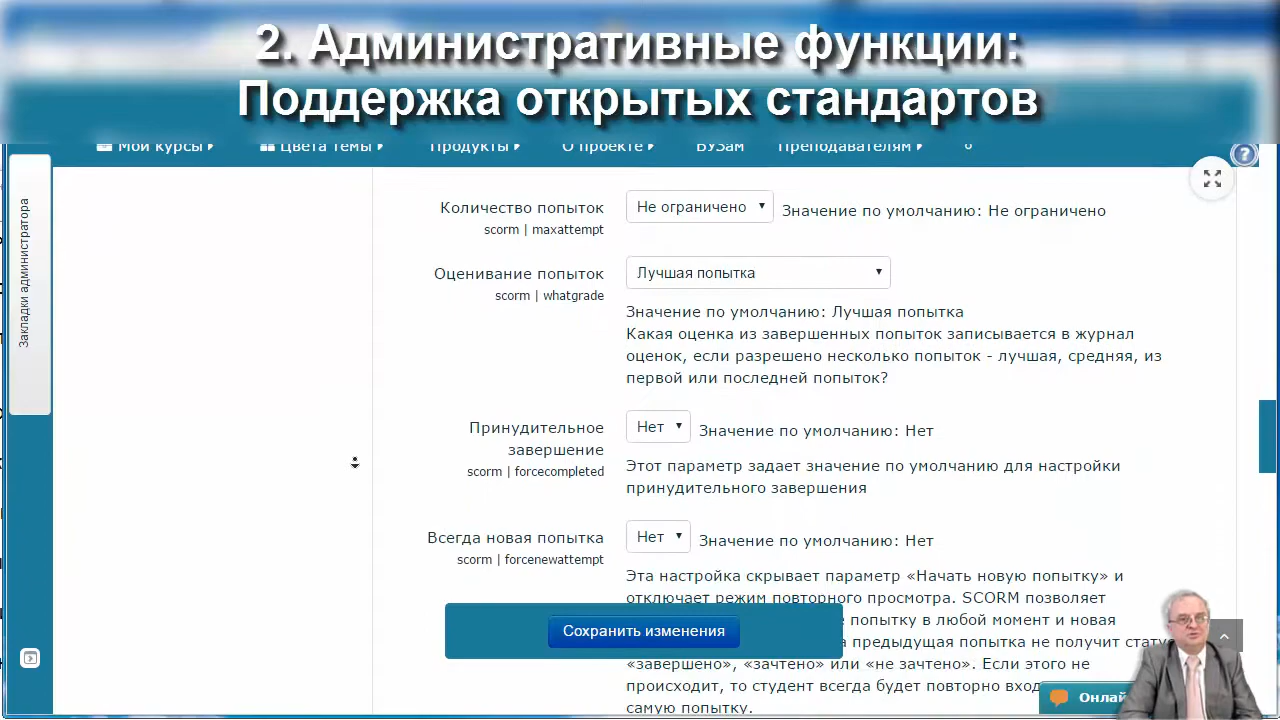 2. Административные функции:
Поддержка открытых стандартов
Мои курсы
Цвета темы
Продукты
О проекте
ВУЗам
Преподавателям
?
Закладки администратора
Количество попыток
scorm | maxattempt
Не ограничено
Значение по умолчанию: Не ограничено
Оценивание попыток
scorm | whatgrade
Лучшая попытка
Значение по умолчанию: Лучшая попытка
Какая оценка из завершенных попыток записывается в журнал
оценок, если разрешено несколько попыток - лучшая, средняя, из
первой или последней попыток?
Принудительное
завершение
scorm | forcecompleted
Нет
Значение по умолчанию: Нет
Этот параметр задает значение по умолчанию для настройки
принудительного завершения
Всегда новая попытка
scorm | forcenewattempt
Нет
Значение по умолчанию: Нет
Эта настройка скрывает параметр «Начать новую попытку» и
отключает режим повторного просмотра. SCORM позволяет
попытку в любой момент и новая
предыдущая попытка не получит статус
«завершено», «зачтено» или «не зачтено». Если этого не
происходит, то студент всегда будет повторно
самую попытку.
Сохранить изменения